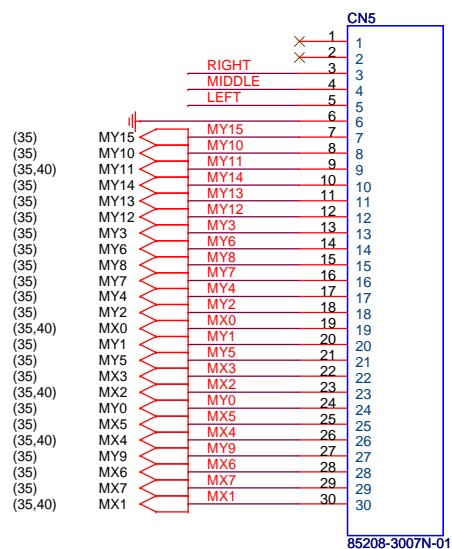 CN5
1 1
2 2
RIGHT 3 3
MIDDLE 4 4
LEFT 5 5
6 6
(35) MY15 MY15 7 7
(35) MY10 MY10 8 8
(35,40) MY11 MY11 9 9
(35) MY14 MY14 10 10
(35) MY13 MY13 11 11
(35) MY12 MY12 12 12
(35) MY3 MY3 13 13
(35) MY6 MY6 14 14
(35) MY8 MY8 15 15
(35) MY7 MY7 16 16
(35) MY4 MY4 17 17
(35) MY2 MY2 18 18
(35,40) MX0 MX0 19 19
(35) MY1 MY1 20 20
(35) MY5 MY5 21 21
(35) MX3 MX3 22 22
(35,40) MX2 MX2 23 23
(35) MY0 MY0 24 24
(35) MX5 MX5 25 25
(35,40) MX4 MX4 26 26
(35) MY9 MY9 27 27
(35) MX6 MX6 28 28
(35) MX7 MX7 29 29
(35,40) MX1 MX1 30 30
85208-3007N-01